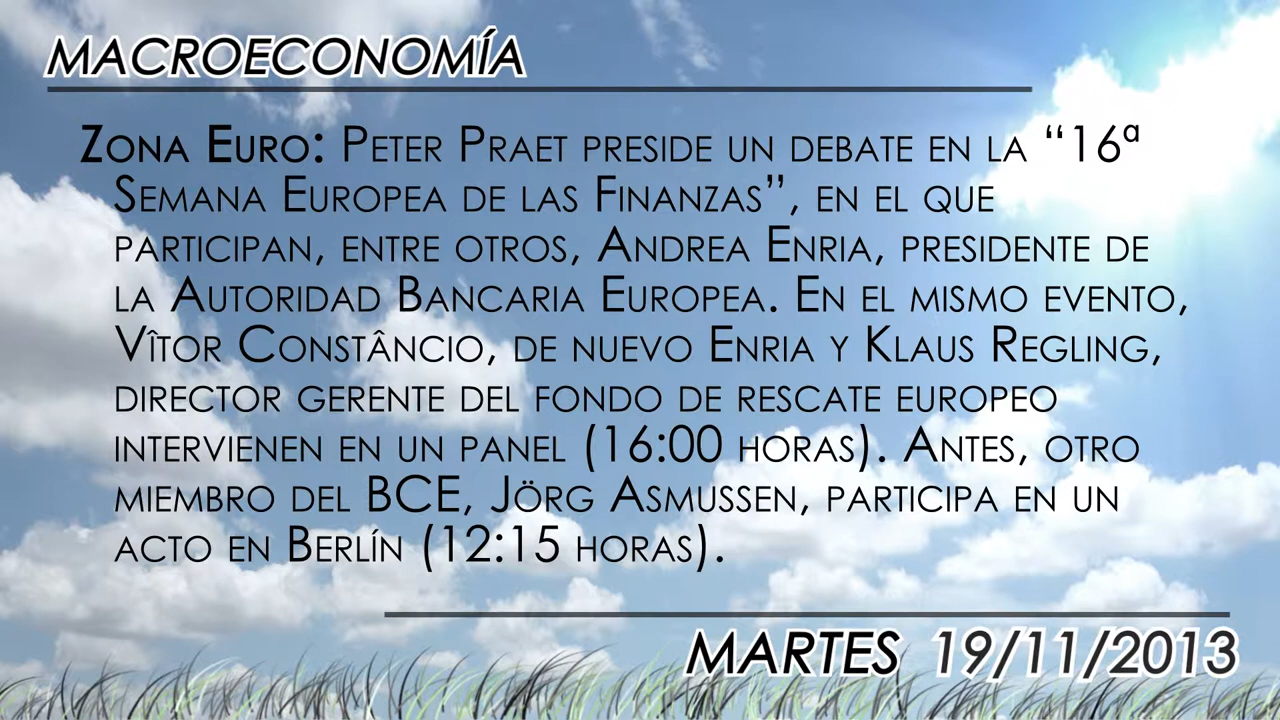 MACROECONOMÍA
ZONA EURO: PETER PRAET PRESIDE UN DEBATE EN LA “16ª
SEMANA EUROPEA DE LAS FINANZAS”, EN EL QUE
PARTICIPAN, ENTRE OTROS, ANDREA ENRIA, PRESIDENTE DE
LA AUTORIDAD BANCARIA EUROPEA. EN EL MISMO EVENTO,
VÎTOR CONSTÂNCIO, DE NUEVO ENRIA Y KLAUS REGLING,
DIRECTOR GERENTE DEL FONDO DE RESCATE EUROPEO
INTERVIENEN EN UN PANEL (16:00 HORAS). ANTES, OTRO
MIEMBRO DEL BCE, JÖRG ASMUSSEN, PARTICIPA EN UN
ACTO EN BERLÍN (12:15 HORAS).
MARTES 19/11/2013